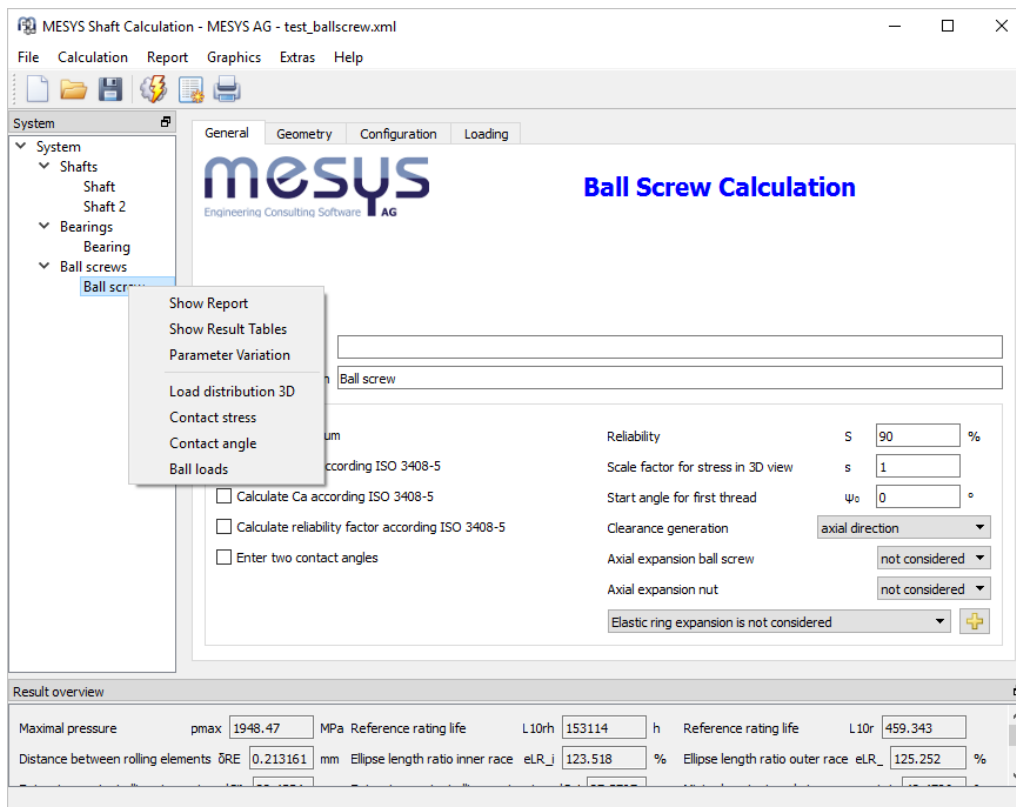 MESYS Shaft Calculation - MESYS AG - test_ballscrew.xml
File Calculation Report Graphics Extras Help
System
System
Shafts
Shaft
Shaft 2
Bearings
Bearing
Ball screws
Ball
Show Report
Show Result Tables
Parameter Variation
Load distribution 3D
Contact stress
Contact angle
Ball loads
General Geometry Configuration Loading
mesys
Engineering Consulting Software AG
Ball Screw Calculation
Ball screw
Reliability S 90 %
ISO 3408-5 Scale factor for stress in 3D view s 1
Calculate Ca according ISO 3408-5 Start angle for first thread ψ₀ 0 °
Calculate reliability factor according ISO 3408-5 Clearance generation axial direction
Enter two contact angles Axial expansion ball screw not considered
Axial expansion nut not considered
Elastic ring expansion is not considered
Result overview
Maximal pressure pmax 1948.47 MPa Reference rating life L10rh 153114 h Reference rating life L10r 459.343
Distance between rolling elements δRE 0.213161 mm Ellipse length ratio inner race eLR_i 123.518 % Ellipse length ratio outer race eLR_ 125.252 %